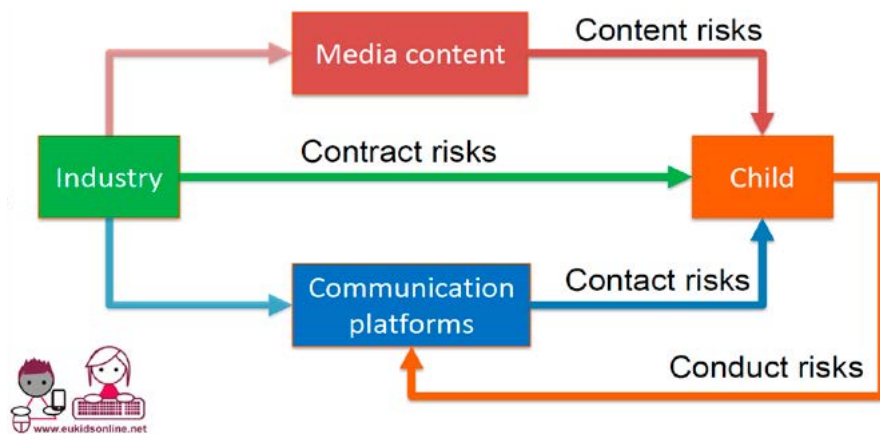 Content risks
Media content
Contract risks
Industry
Child
Communication
platforms
Contact risks
Conduct risks
www.eukidsonline.net